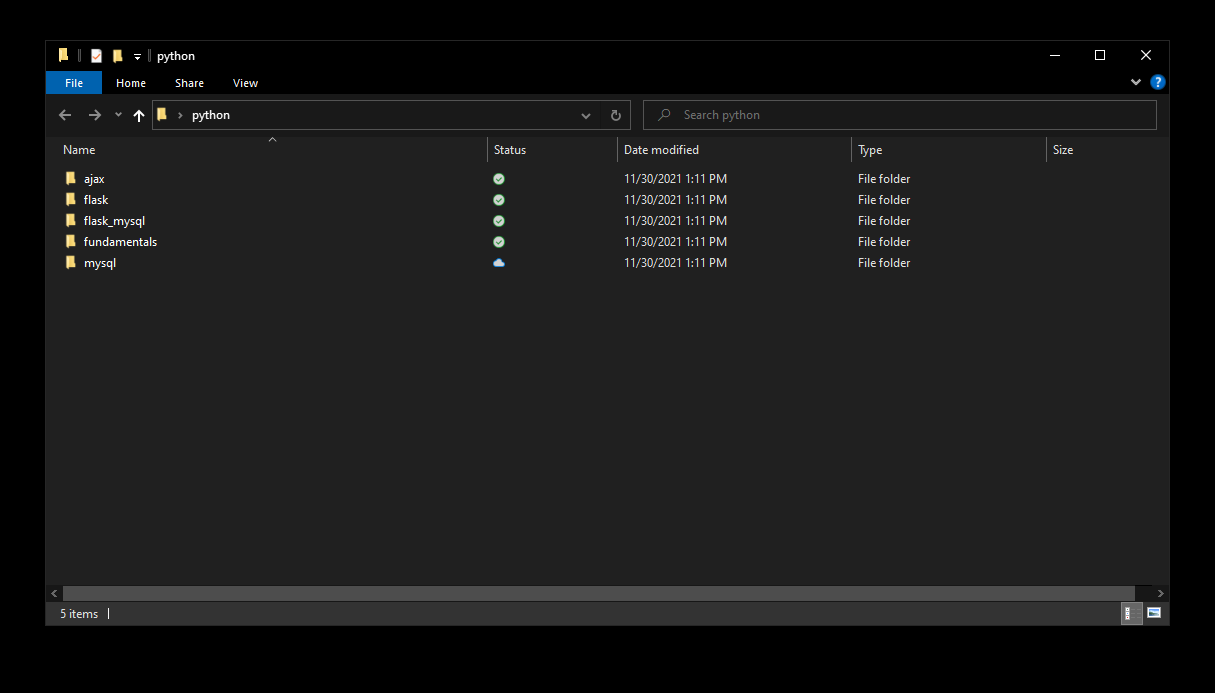 python
File Home Share View ?
python Search python
Name Status Date modified Type Size
ajax 11/30/2021 1:11 PM File folder
flask 11/30/2021 1:11 PM File folder
flask_mysql 11/30/2021 1:11 PM File folder
fundamentals 11/30/2021 1:11 PM File folder
mysql 11/30/2021 1:11 PM File folder
5 items